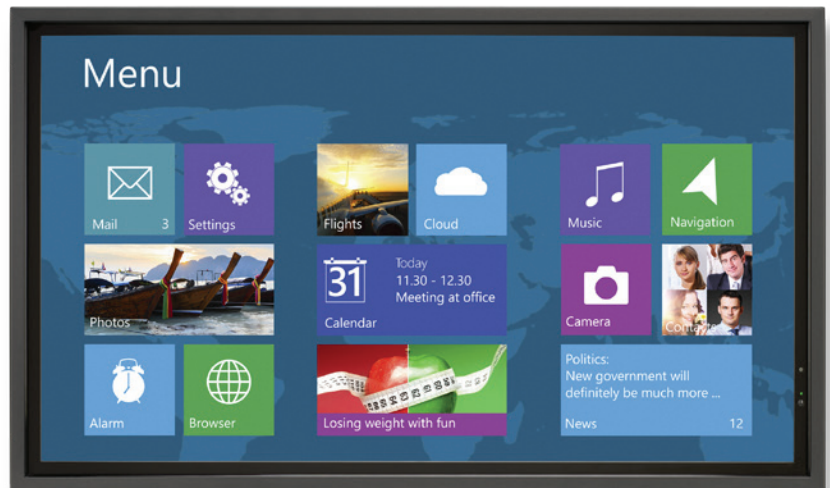 Menu
Mail 3
Settings
Flights
Cloud
Music
Navigation
Photos
31
Calendar
Today
11.30 - 12.30
Meeting at office
Camera
Contacts
Alarm
Browser
Losing weight with fun
Politics:
New government will
definitely be much more ...
News 12